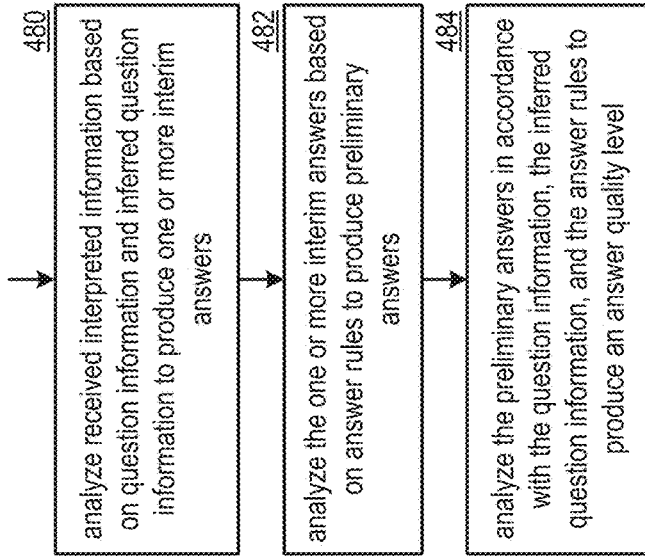 480
analyze received interpreted information based
on question information and inferred question
information to produce one or more interim
answers
482
analyze the one or more interim answers based
on answer rules to produce preliminary
answers
484
analyze the preliminary answers in accordance
with the question information, the inferred
question information, and the answer rules to
produce an answer quality level